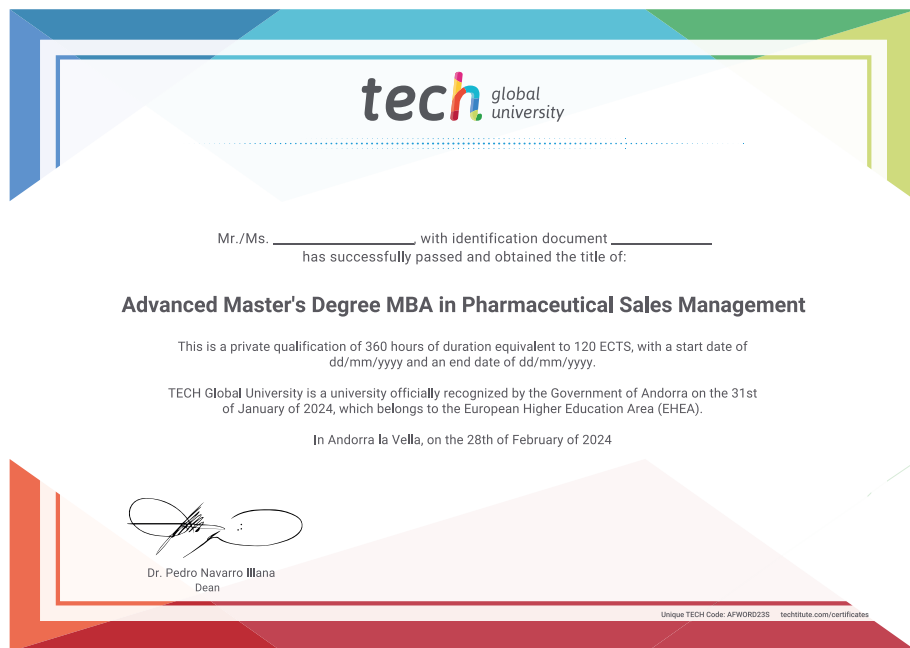 tech global
university
Mr./Ms. ____________, with identification document ____________
has successfully passed and obtained the title of:
Advanced Master's Degree MBA in Pharmaceutical Sales Management
This is a private qualification of 360 hours of duration equivalent to 120 ECTS, with a start date of
dd/mm/yyyy and an end date of dd/mm/yyyy.
TECH Global University is a university officially recognized by the Government of Andorra on the 31st
of January of 2024, which belongs to the European Higher Education Area (EHEA).
In Andorra la Vella, on the 28th of February of 2024
Dr. Pedro Navarro Illana
Dean
Unique TECH Code: AFWORD23S techtitute.com/certificates